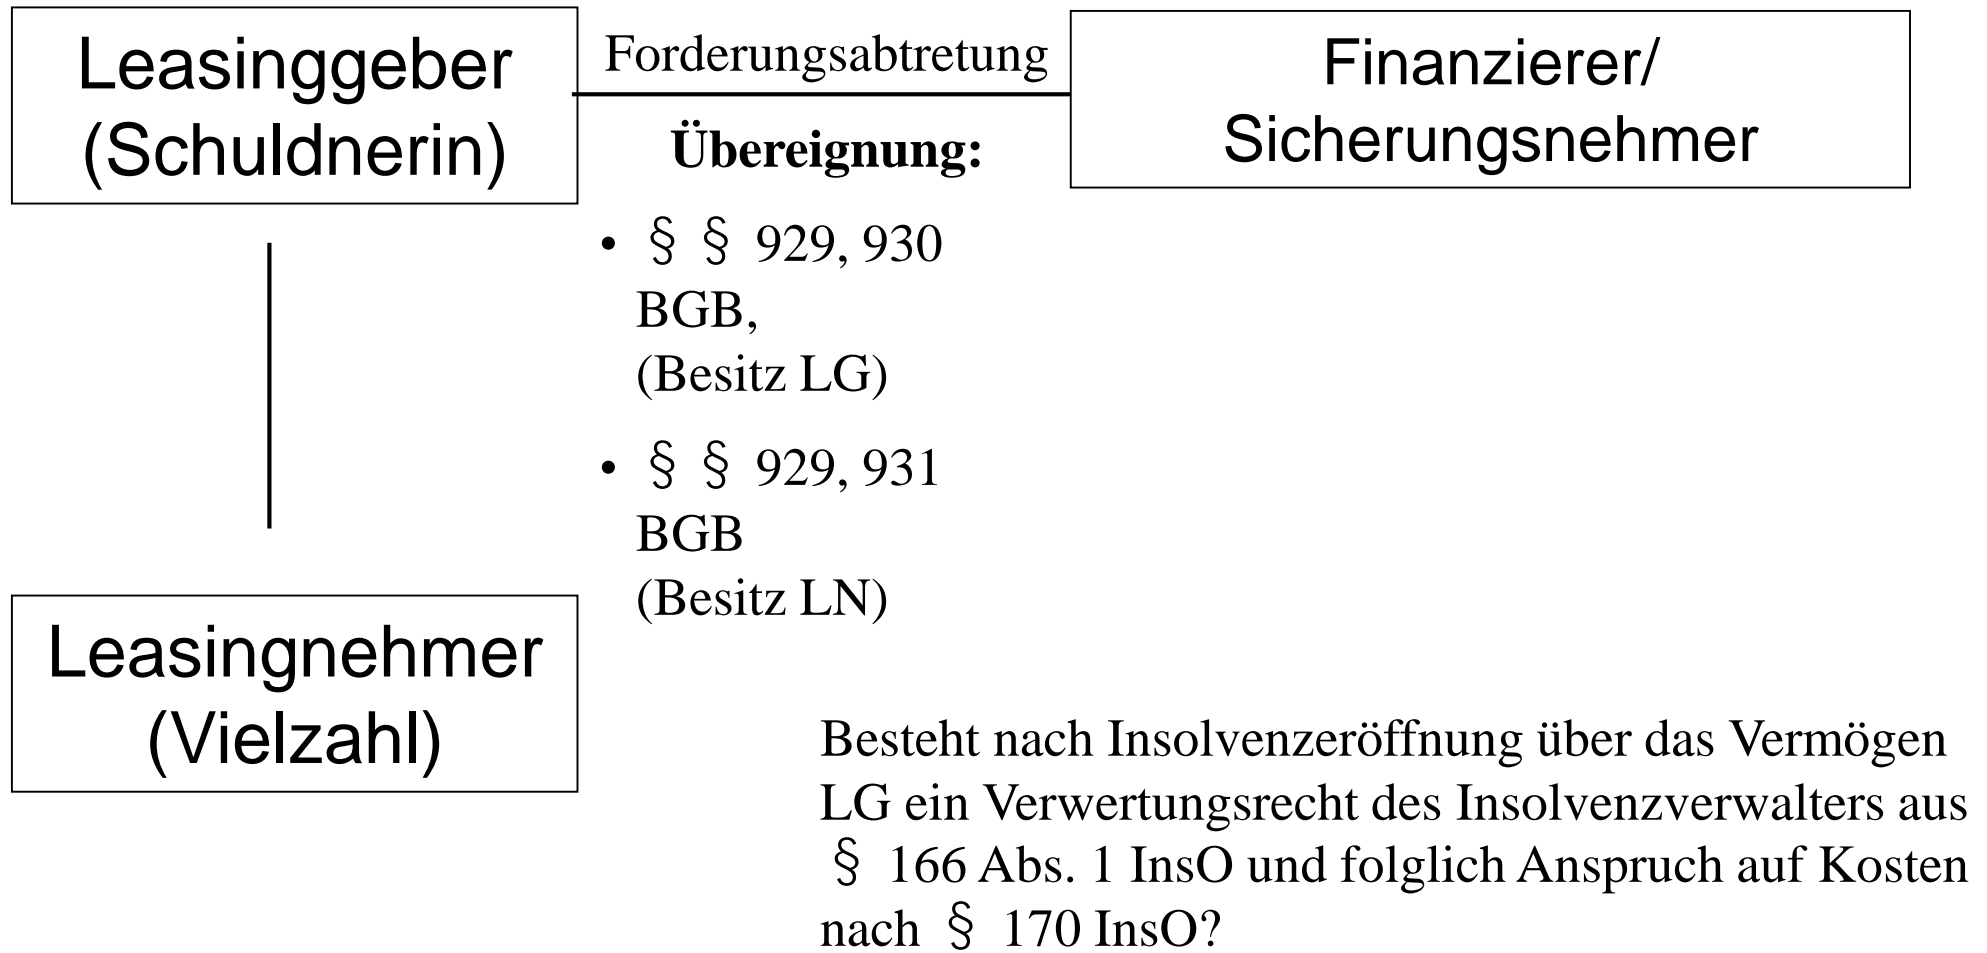 Leasinggeber
(Schuldnerin)
Forderungsabtretung
Finanzierer/
Sicherungsnehmer
Übereignung:
• § § 929, 930
BGB,
(Besitz LG)
• § § 929, 931
BGB
(Besitz LN)
Leasingnehmer
(Vielzahl)
Besteht nach Insolvenzeröffnung über das Vermögen
LG ein Verwertungsrecht des Insolvenzverwalters aus
§ 166 Abs. 1 InsO und folglich Anspruch auf Kosten
nach § 170 InsO?